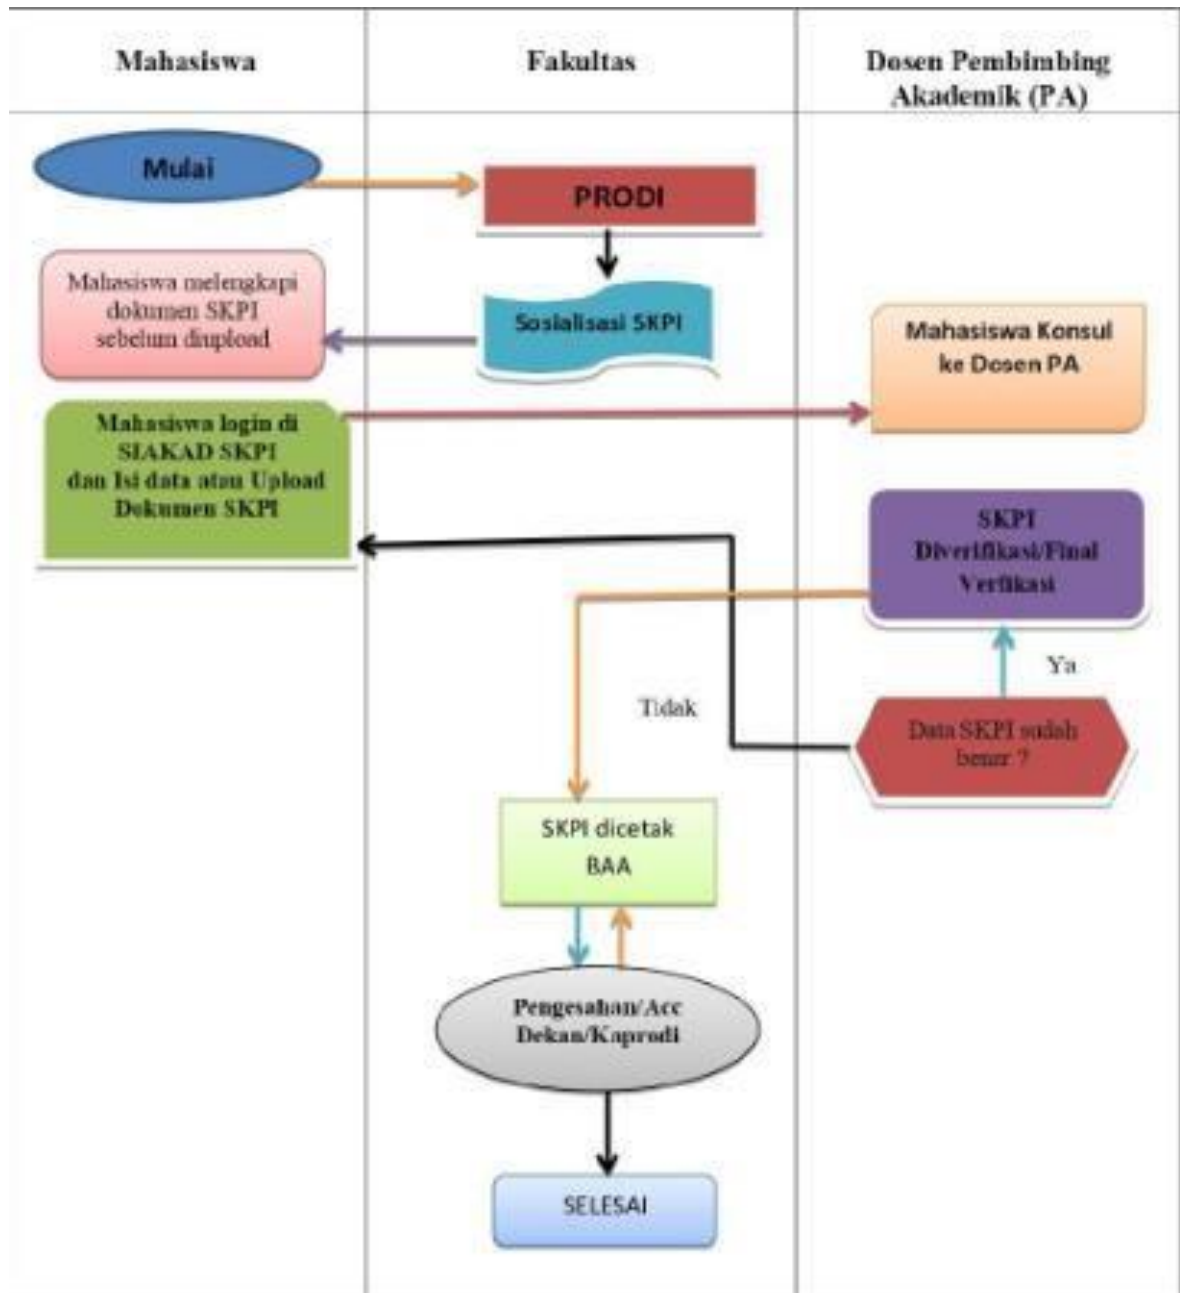 Mahasiswa
Fakultas
Dosen Pembimbing
Akademik (PA)
Mulai
PRODI
Mahasiswa melengkapi
dokumen SKPI
sebelum diupload
Sosialisasi SKPI
Mahasiswa Konsul
ke Dosen PA
Mahasiswa login di
SIAKAD SKPI
dan Isi data atau Upload
Dokumen SKPI
SKPI
Diverifikasi/Final
Verfikasi
Ya
Tidak
Data SKPI sudah
benar ?
SKPI dicetak
BAA
Pengesahan/Acc
Dekan/Kaprodi
SELESAI